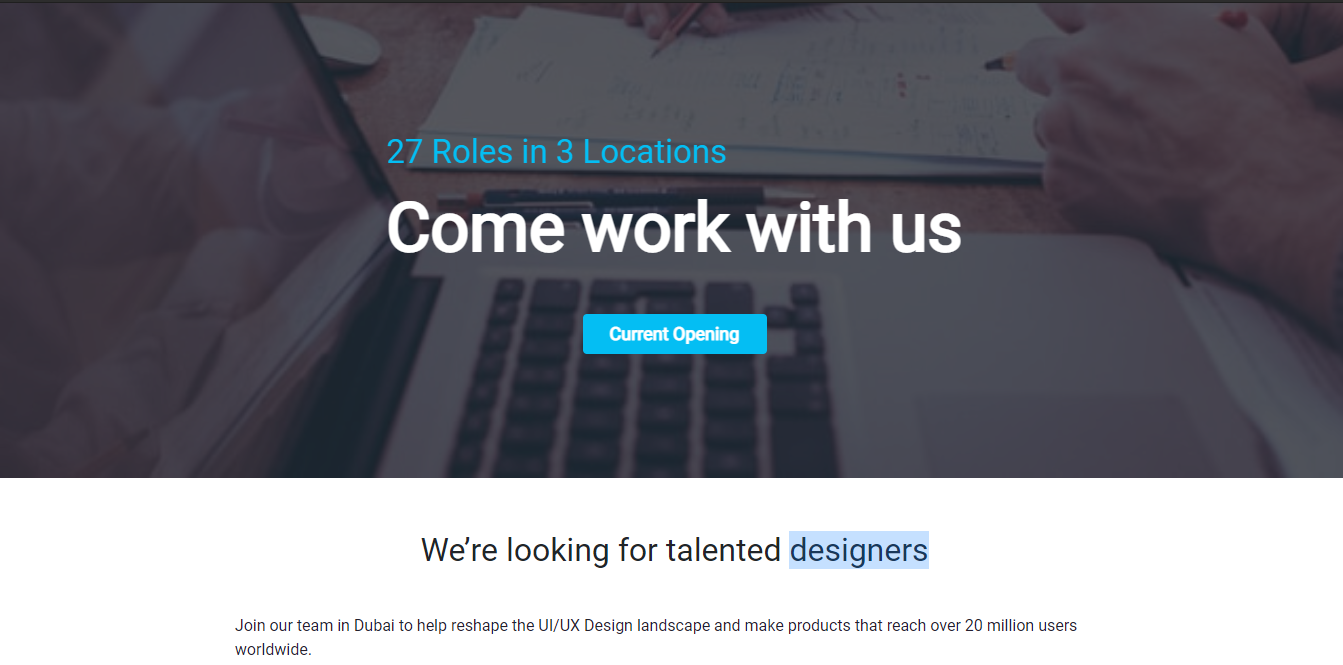 27 Roles in 3 Locations
Come work with us
Current Opening
We’re looking for talented designers
Join our team in Dubai to help reshape the UI/UX Design landscape and make products that reach over 20 million users
worldwide.